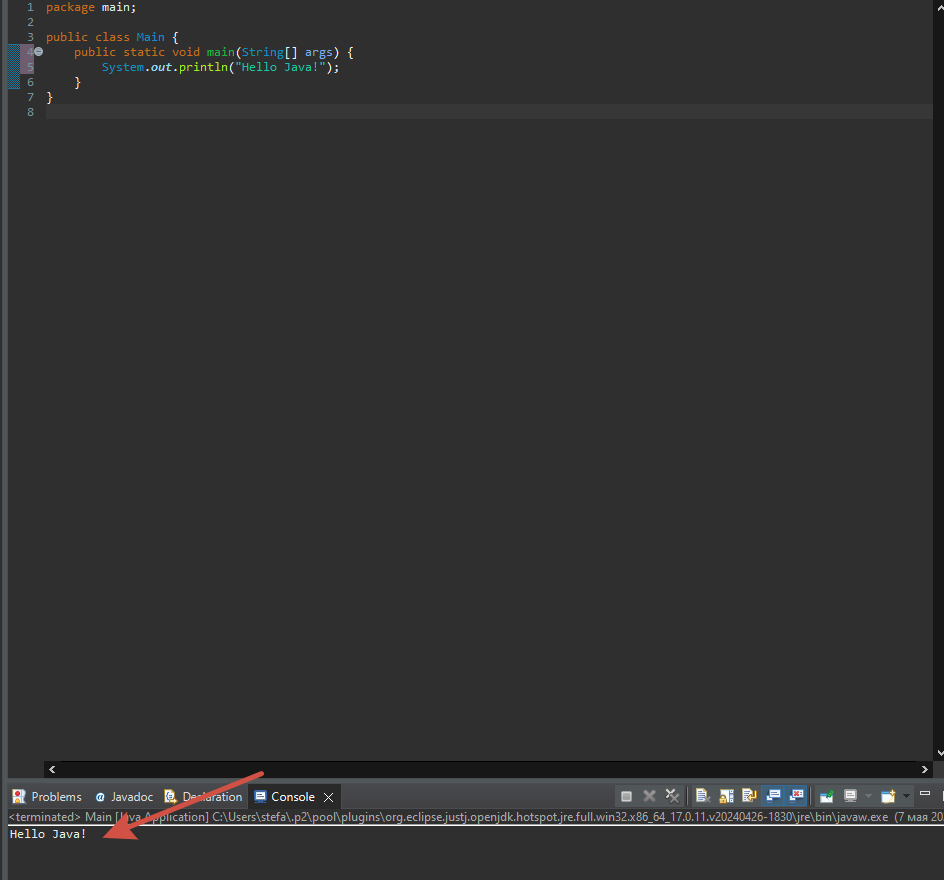 1 package main;
2
3 public class Main {
4 public static void main(String[] args) {
5 System.out.println("Hello Java!");
6 }
7 }
8
Problems @ Javadoc Declaration Console
<terminated> Main [Java Application] C:\Users\stefa\.p2\pool\plugins\org.eclipse.justj.openjdk.hotspot.jre.full.win32.x86_64_17.0.11.v20240426-1830\jre\bin\javaw.exe (7 мая 20
Hello Java!